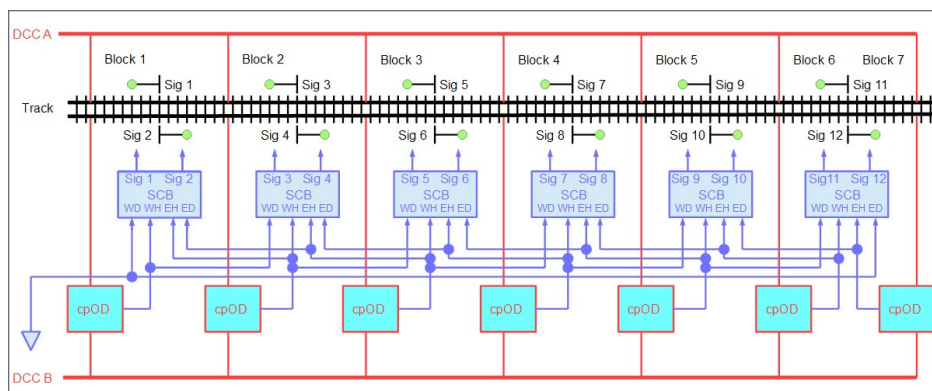 DCC A
Block 1 Block 2 Block 3 Block 4 Block 5 Block 6 Block 7
Sig 1 Sig 3 Sig 5 Sig 7 Sig 9 Sig 11
Track
Sig 2 Sig 4 Sig 6 Sig 8 Sig 10 Sig 12
Sig 1 Sig 2 Sig 3 Sig 4 Sig 5 Sig 6 Sig 7 Sig 8 Sig 9 Sig 10 Sig11 Sig 12
SCB SCB SCB SCB SCB SCB
WD WH EH ED WD WH EH ED WD WH EH ED WD WH EH ED WD WH EH ED WD WH EH ED
cpOD cpOD cpOD cpOD cpOD cpOD cpOD
DCC B